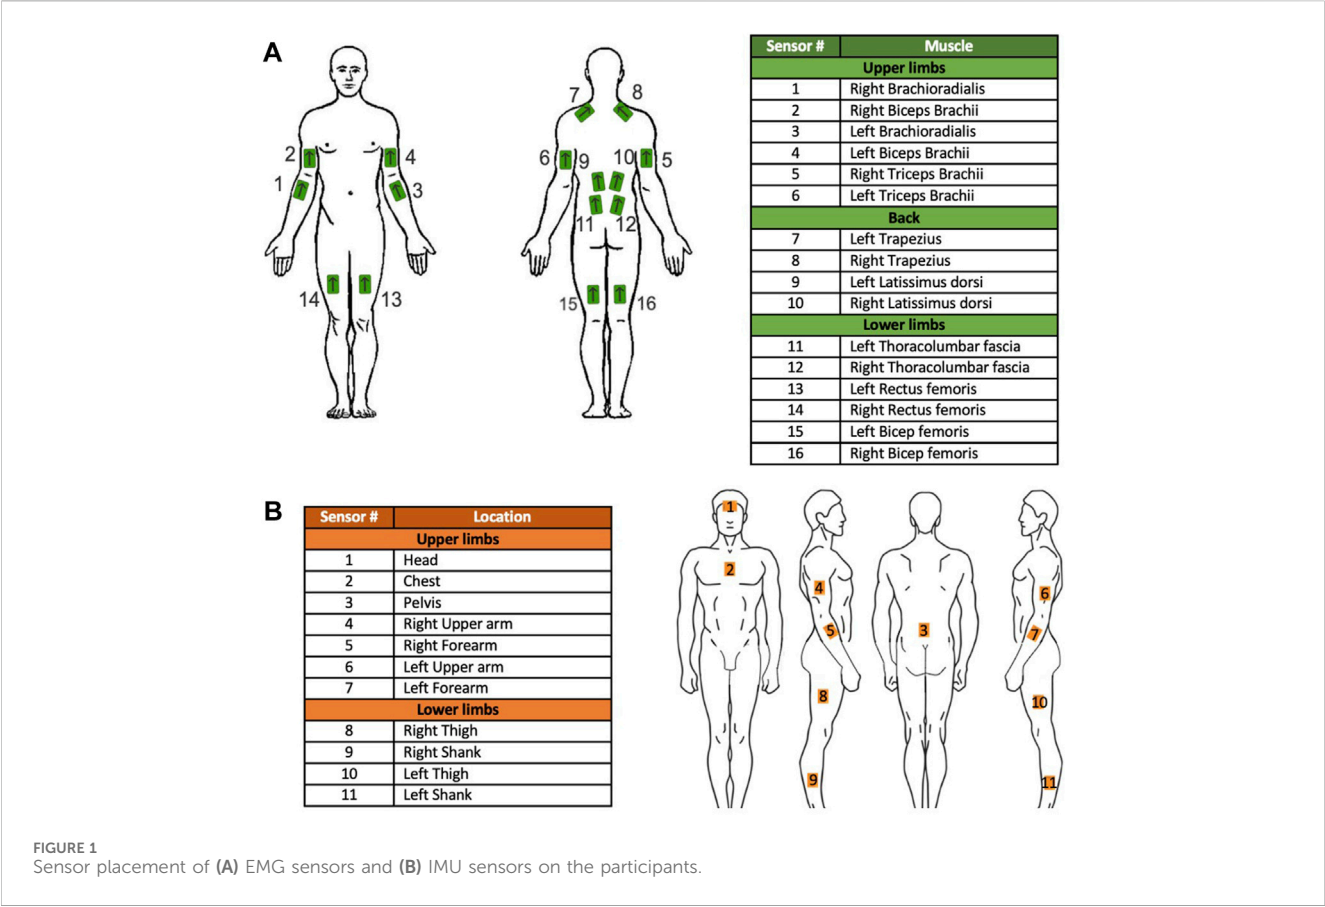 A
7
8
2
4
1
3
6
9
10
5
11
12
14
13
15
16
Sensor # Muscle
Upper limbs
1 Right Brachioradialis
2 Right Biceps Brachii
3 Left Brachioradialis
4 Left Biceps Brachii
5 Right Triceps Brachii
6 Left Triceps Brachii
Back
7 Left Trapezius
8 Right Trapezius
9 Left Latissimus dorsi
10 Right Latissimus dorsi
Lower limbs
11 Left Thoracolumbar fascia
12 Right Thoracolumbar fascia
13 Left Rectus femoris
14 Right Rectus femoris
15 Left Bicep femoris
16 Right Bicep femoris
B
Sensor # Location
Upper limbs
1 Head
2 Chest
3 Pelvis
4 Right Upper arm
5 Right Forearm
6 Left Upper arm
7 Left Forearm
Lower limbs
8 Right Thigh
9 Right Shank
10 Left Thigh
11 Left Shank
1
2
4
6
5
3
7
8
10
9
11
FIGURE 1
Sensor placement of (A) EMG sensors and (B) IMU sensors on the participants.